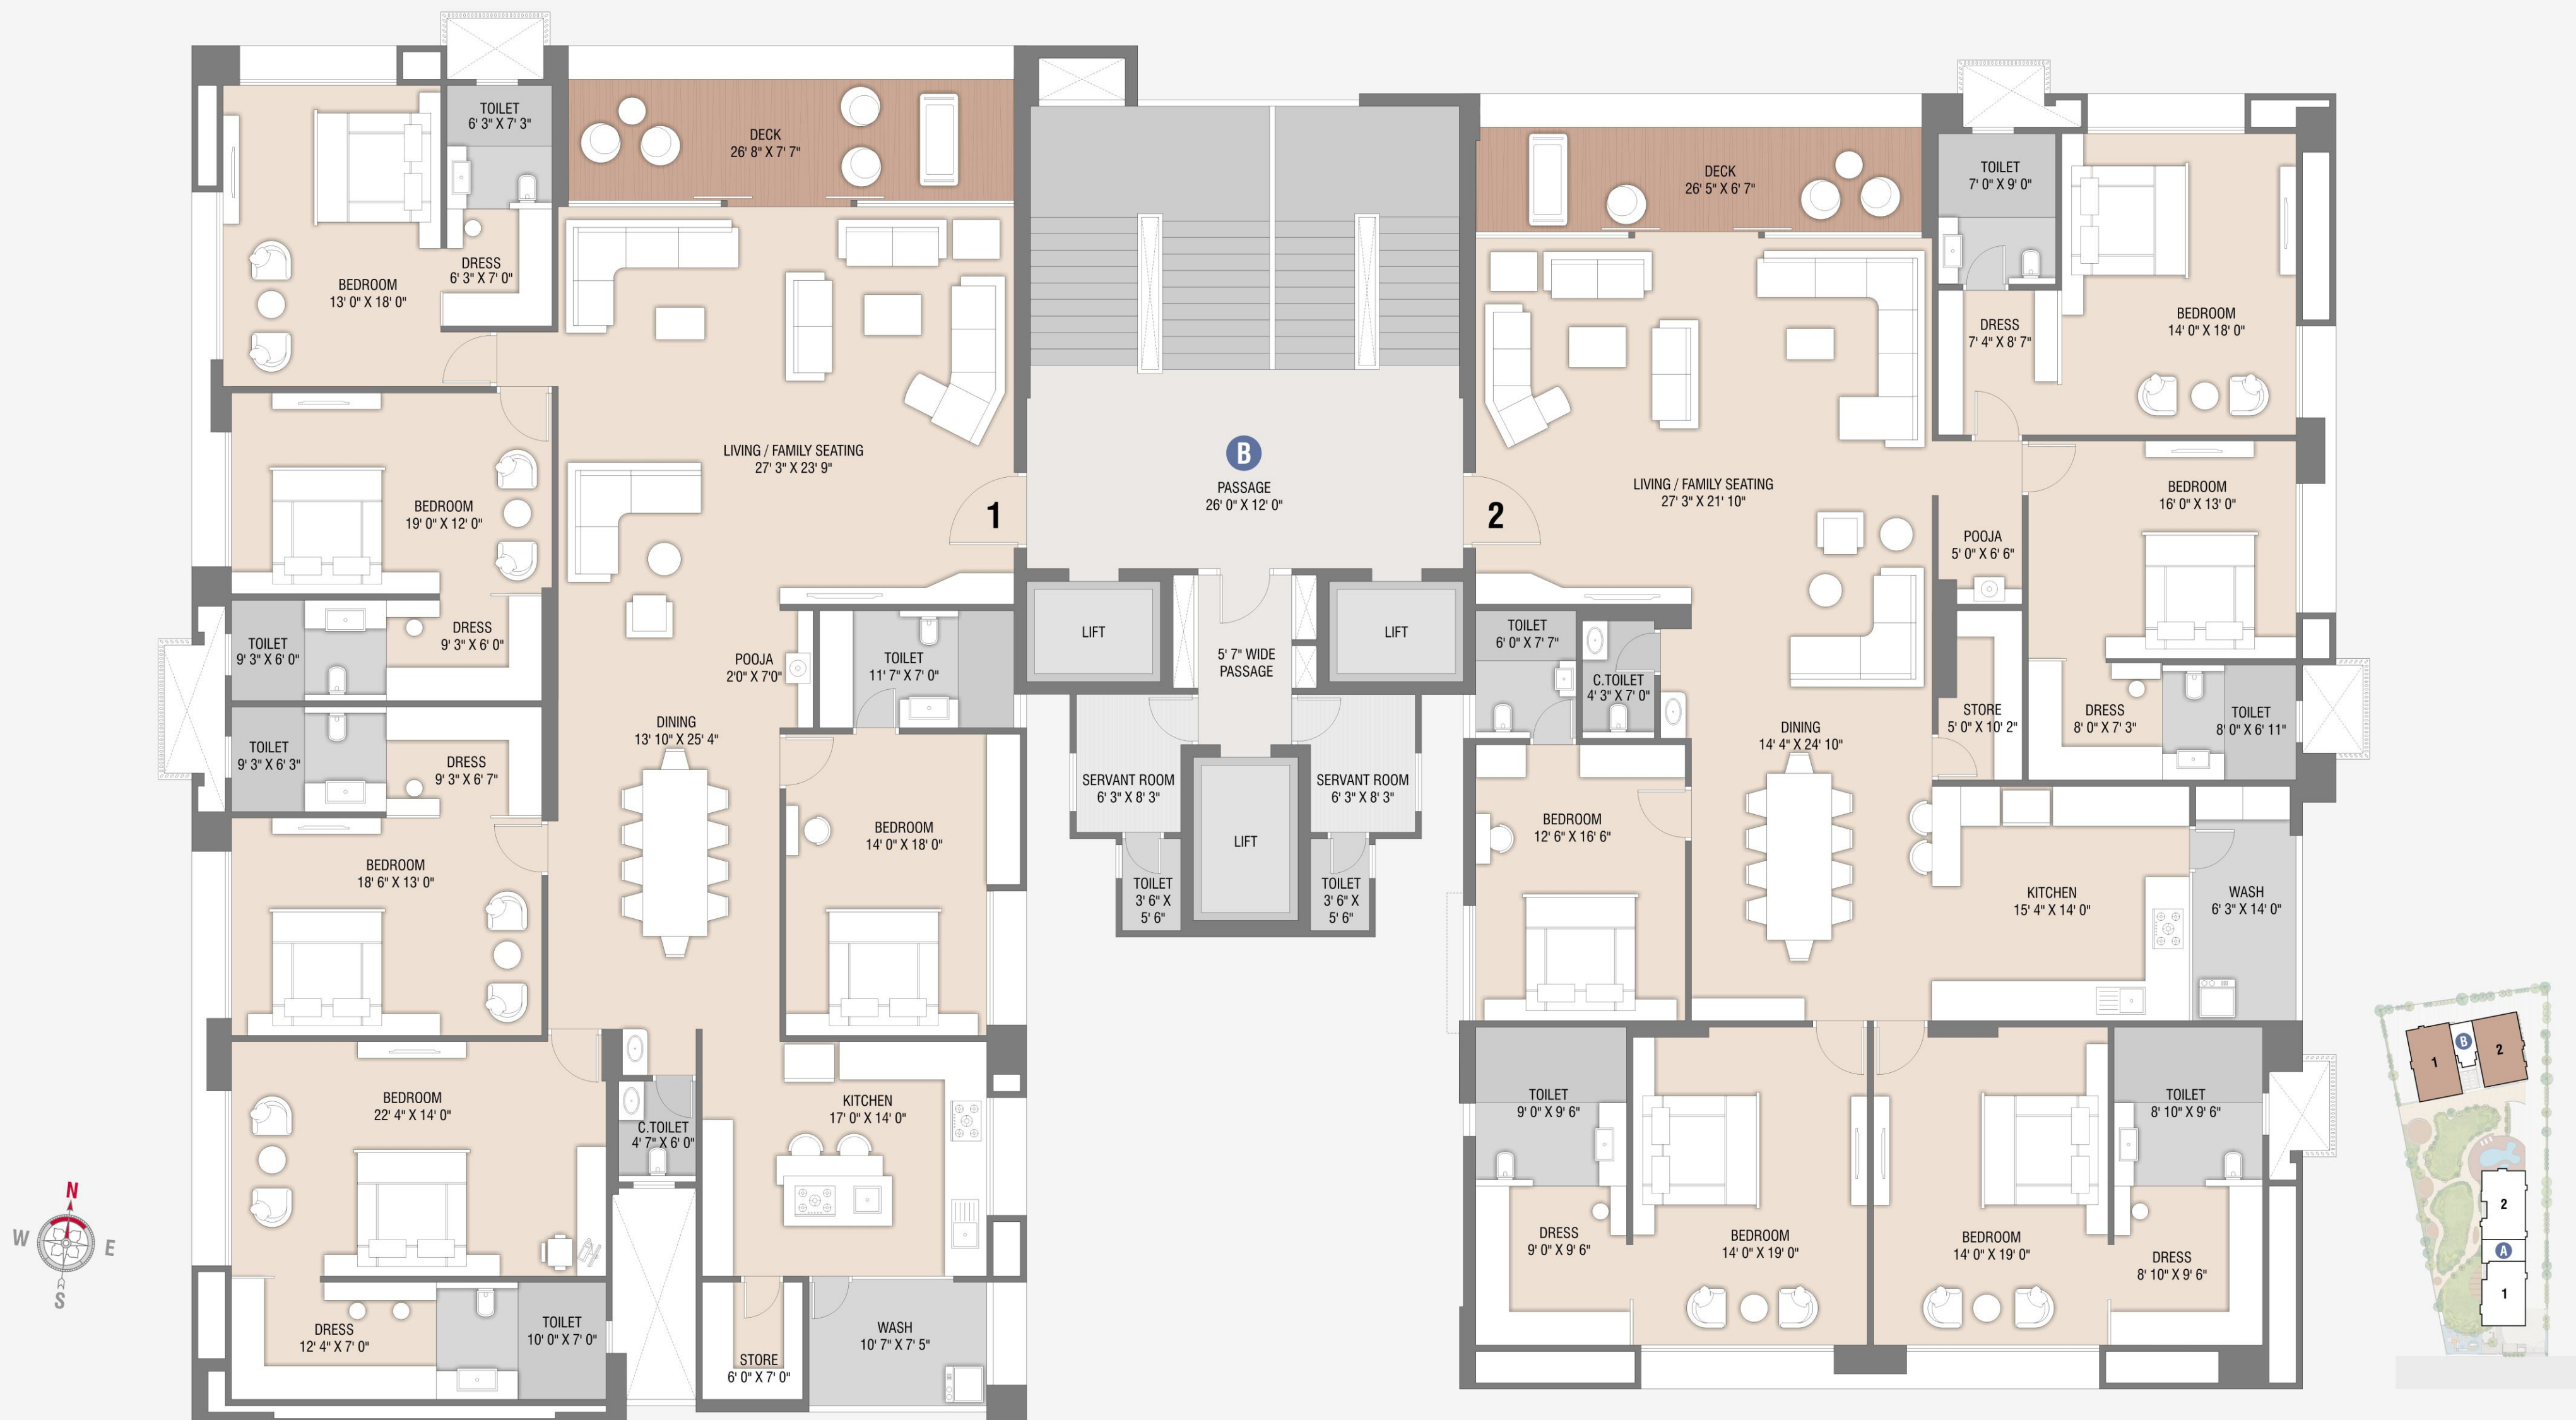 TOILET
6' 3" X 7' 3"
DECK
26' 8" X 7' 7"
DRESS
6' 3" X 7' 0"
BEDROOM
13' 0" X 18' 0"
LIVING / FAMILY SEATING
27' 3" X 23' 9"
BEDROOM
19' 0" X 12' 0"
1
TOILET
9' 3" X 6' 0"
DRESS
9' 3" X 6' 0"
POOJA
2'0" X 7'0"
TOILET
11' 7" X 7' 0"
TOILET
9' 3" X 6' 3"
DRESS
9' 3" X 6' 7"
DINING
13' 10" X 25' 4"
BEDROOM
18' 6" X 13' 0"
BEDROOM
14' 0" X 18' 0"
BEDROOM
22' 4" X 14' 0"
C.TOILET
4' 7" X 6' 0"
KITCHEN
17' 0" X 14' 0"
DRESS
12' 4" X 7' 0"
TOILET
10' 0" X 7' 0"
STORE
6' 0" X 7' 0"
WASH
10' 7" X 7' 5"
B
PASSAGE
26' 0" X 12' 0"
LIFT
5' 7" WIDE
PASSAGE
LIFT
SERVANT ROOM
6' 3" X 8' 3"
SERVANT ROOM
6' 3" X 8' 3"
LIFT
TOILET
3' 6" X
5' 6"
TOILET
3' 6" X
5' 6"
DECK
26' 5" X 6' 7"
TOILET
7' 0" X 9' 0"
DRESS
7' 4" X 8' 7"
BEDROOM
14' 0" X 18' 0"
LIVING / FAMILY SEATING
27' 3" X 21' 10"
2
BEDROOM
16' 0" X 13' 0"
POOJA
5' 0" X 6' 6"
TOILET
6' 0" X 7' 7"
C.TOILET
4' 3" X 7' 0"
STORE
5' 0" X 10' 2"
DRESS
8' 0" X 7' 3"
TOILET
8' 0" X 6' 11"
DINING
14' 4" X 24' 10"
BEDROOM
12' 6" X 16' 6"
KITCHEN
15' 4" X 14' 0"
WASH
6' 3" X 14' 0"
TOILET
9' 0" X 9' 6"
TOILET
8' 10" X 9' 6"
DRESS
9' 0" X 9' 6"
BEDROOM
14' 0" X 19' 0"
BEDROOM
14' 0" X 19' 0"
DRESS
8' 10" X 9' 6"
N
W E
S
B
1
2
2
A
1